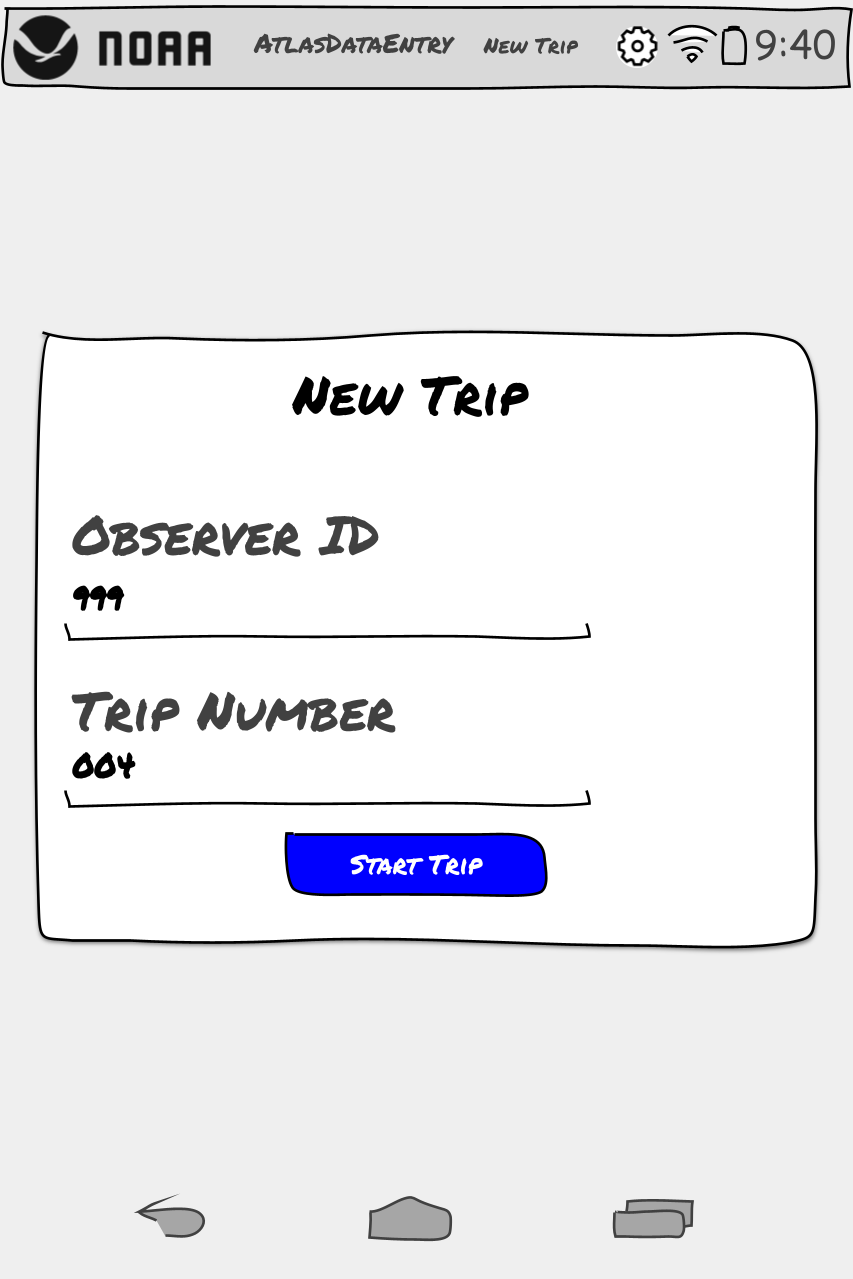 NOAA AtlasDataEntry New Trip 9:40
New Trip
Observer ID
999
Trip Number
004
Start Trip